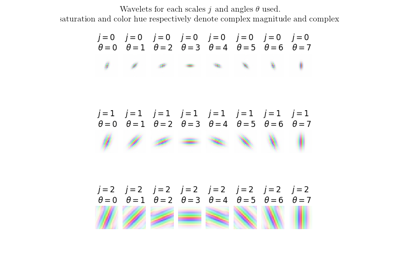 Wavelets for each scales j and angles θ used.
saturation and color hue respectively denote complex magnitude and complex
j = 0 j = 0 j = 0 j = 0 j = 0 j = 0 j = 0 j = 0
θ = 0 θ = 1 θ = 2 θ = 3 θ = 4 θ = 5 θ = 6 θ = 7
j = 1 j = 1 j = 1 j = 1 j = 1 j = 1 j = 1 j = 1
θ = 0 θ = 1 θ = 2 θ = 3 θ = 4 θ = 5 θ = 6 θ = 7
j = 2 j = 2 j = 2 j = 2 j = 2 j = 2 j = 2 j = 2
θ = 0 θ = 1 θ = 2 θ = 3 θ = 4 θ = 5 θ = 6 θ = 7